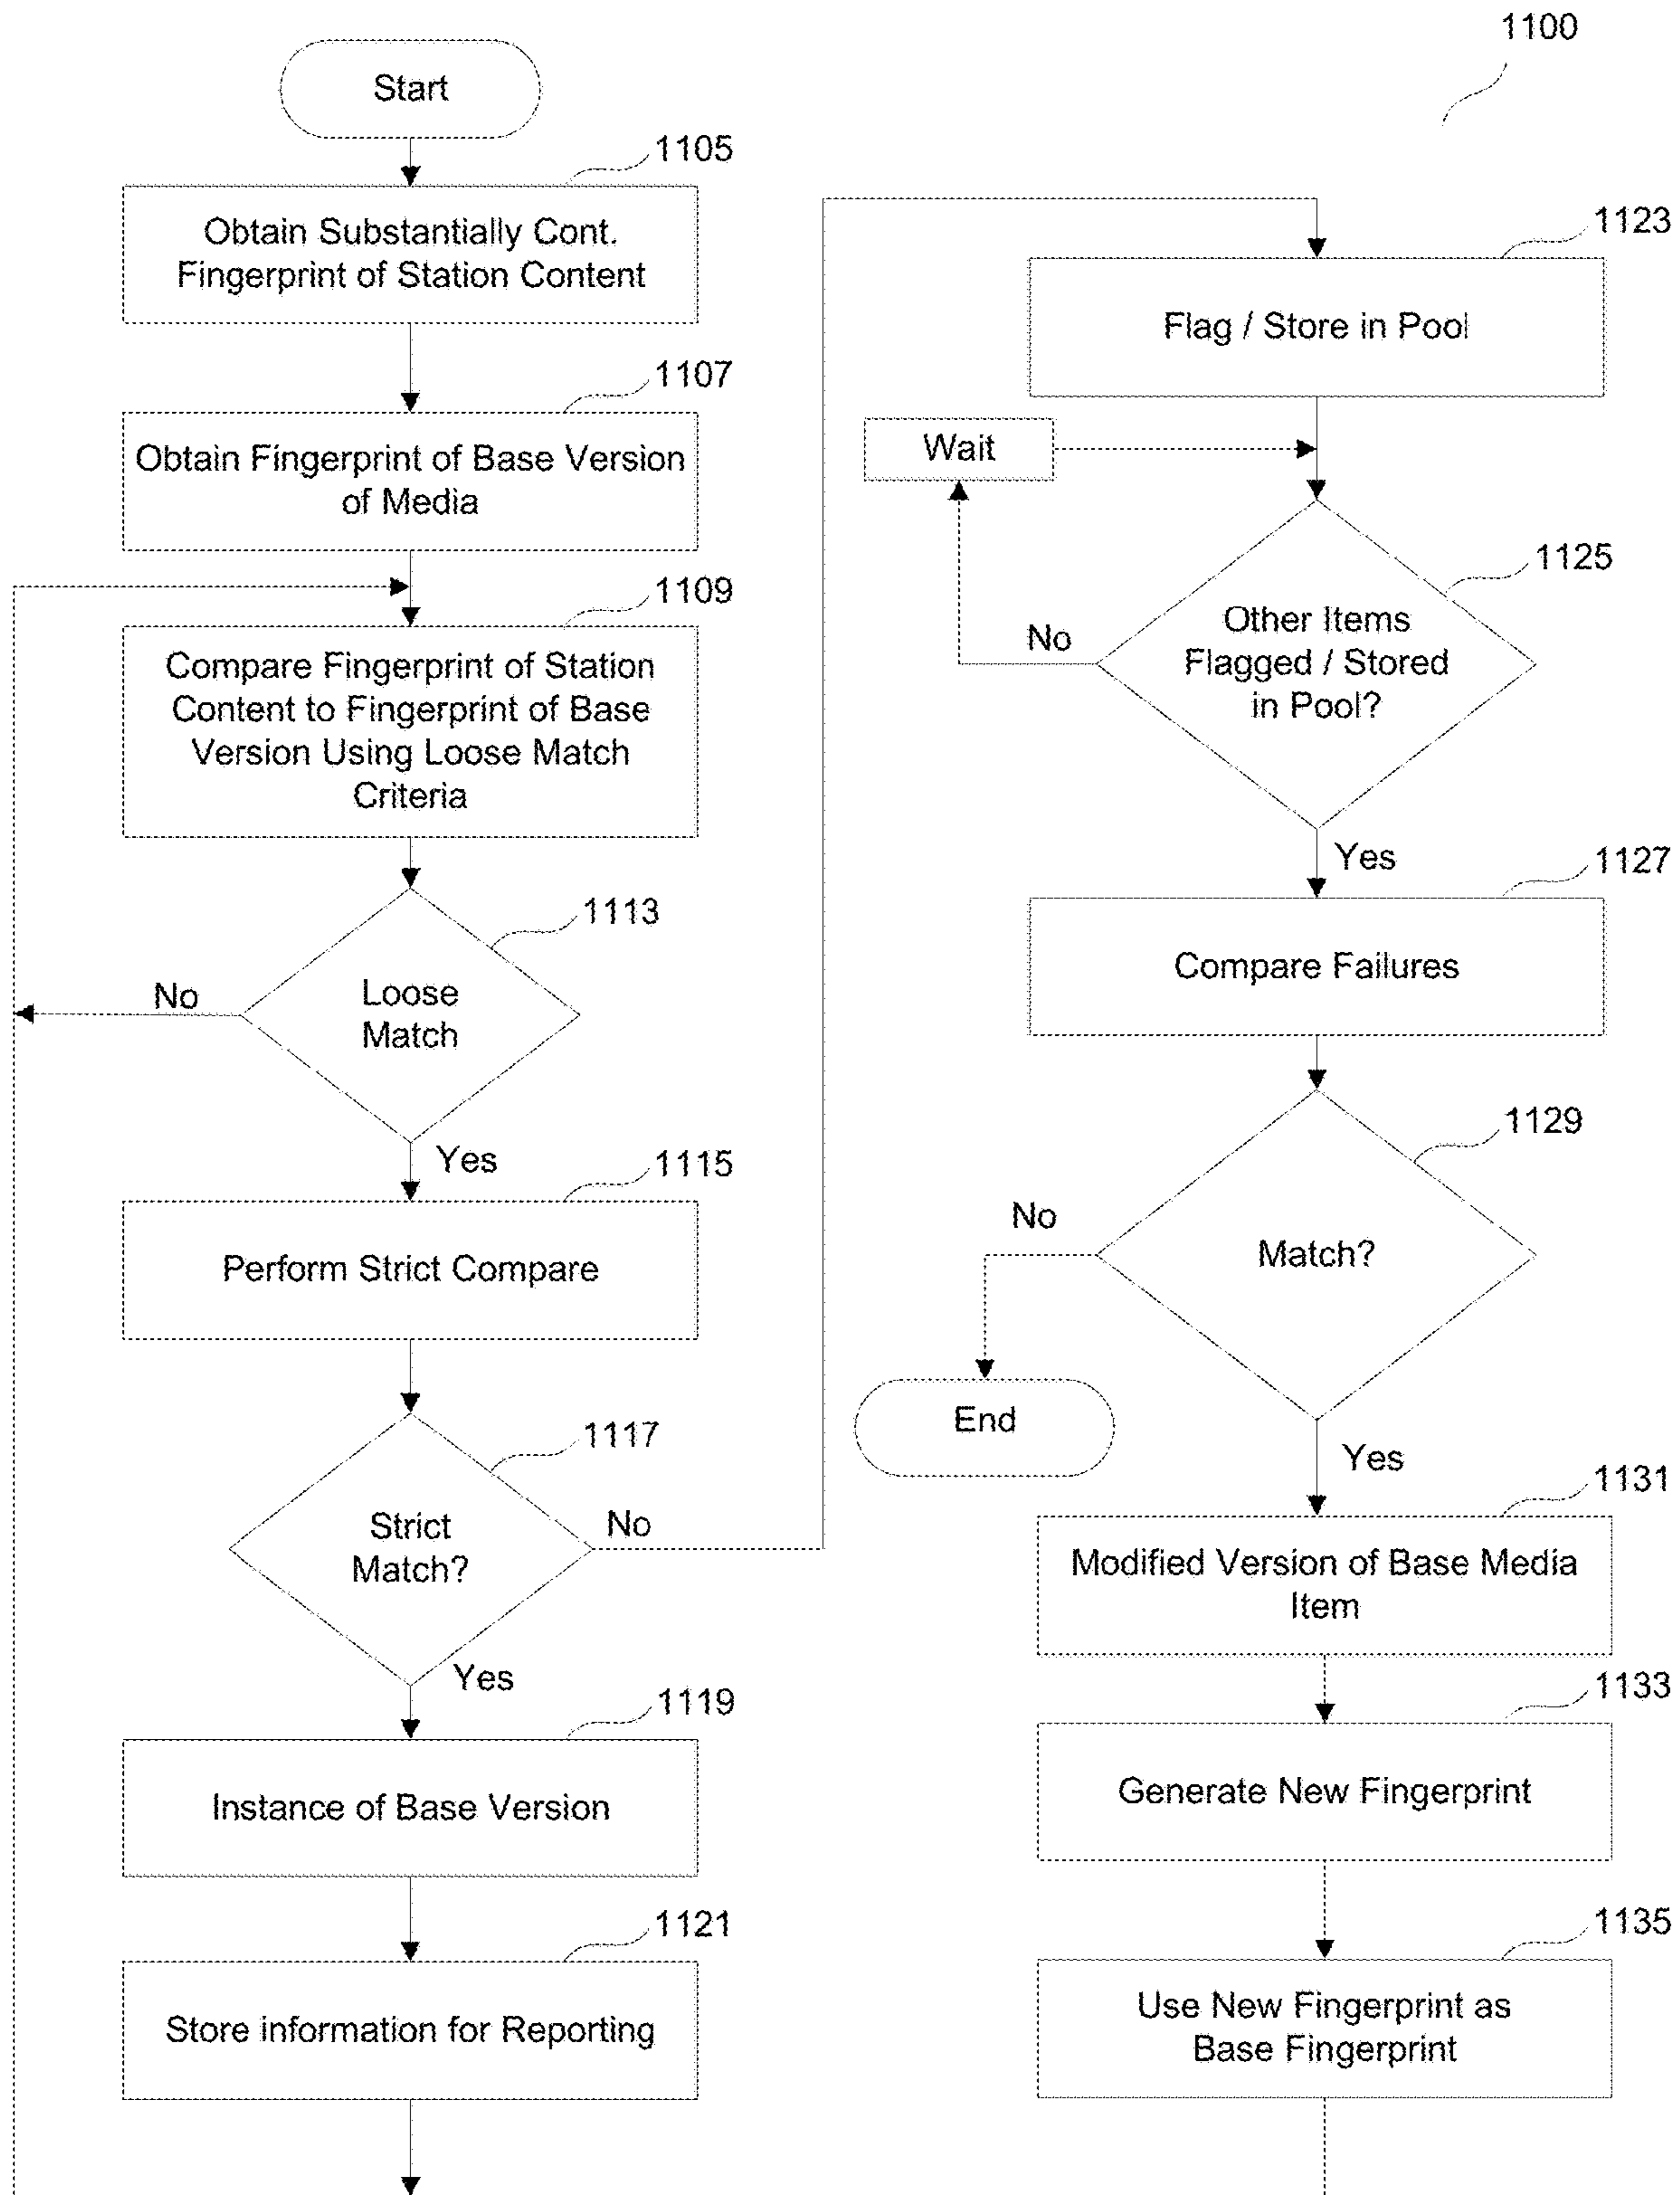 1100
Start
1105
Obtain Substantially Cont.
Fingerprint of Station Content
1107
Obtain Fingerprint of Base Version
of Media
1109
Compare Fingerprint of Station
Content to Fingerprint of Base
Version Using Loose Match
Criteria
1113
Loose
Match
No
Yes
1115
Perform Strict Compare
1117
Strict
Match?
No
Yes
1119
Instance of Base Version
1121
Store information for Reporting
1123
Flag / Store in Pool
Wait
1125
Other Items
Flagged / Stored
in Pool?
No
Yes
1127
Compare Failures
1129
Match?
No
End
Yes
1131
Modified Version of Base Media
Item
1133
Generate New Fingerprint
1135
Use New Fingerprint as
Base Fingerprint